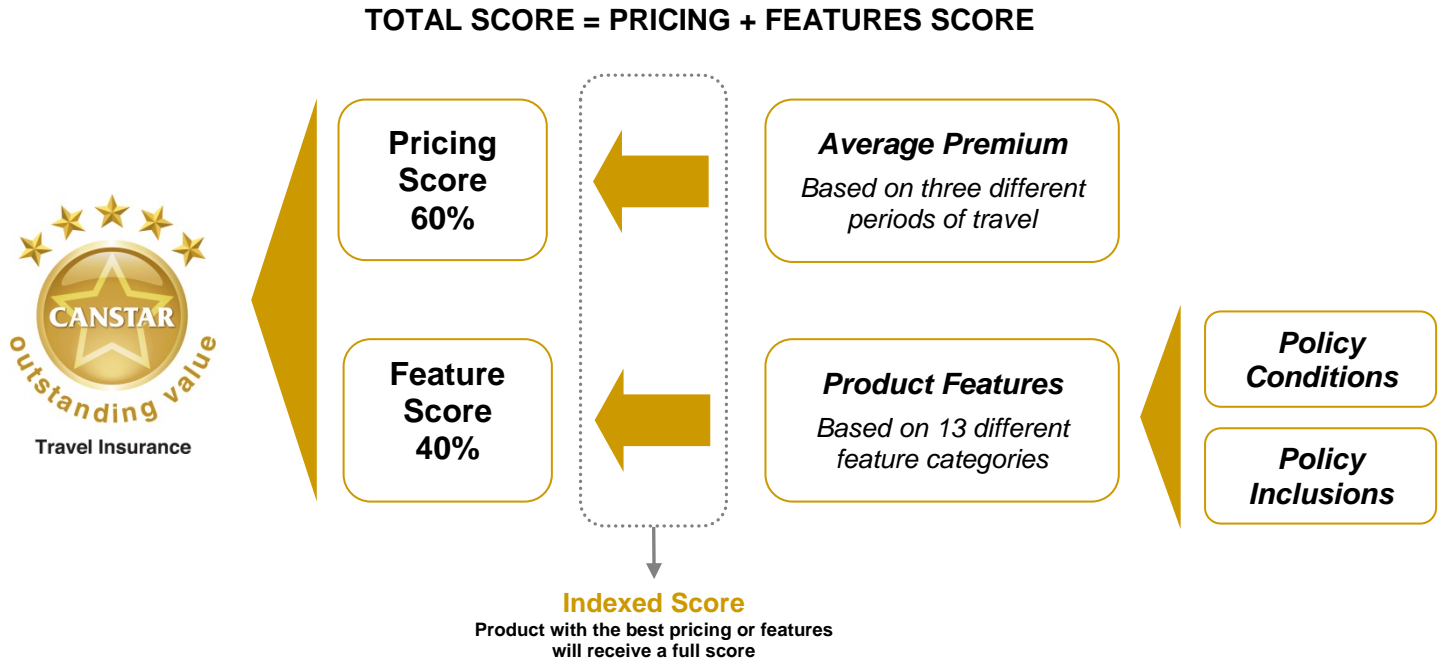 TOTAL SCORE = PRICING + FEATURES SCORE
Pricing
Score
60%
Average Premium
Based on three different
periods of travel
CANSTAR
outstanding value
Travel Insurance
Feature
Score
40%
Product Features
Based on 13 different
feature categories
Policy
Conditions
Policy
Inclusions
Indexed Score
Product with the best pricing or features
will receive a full score